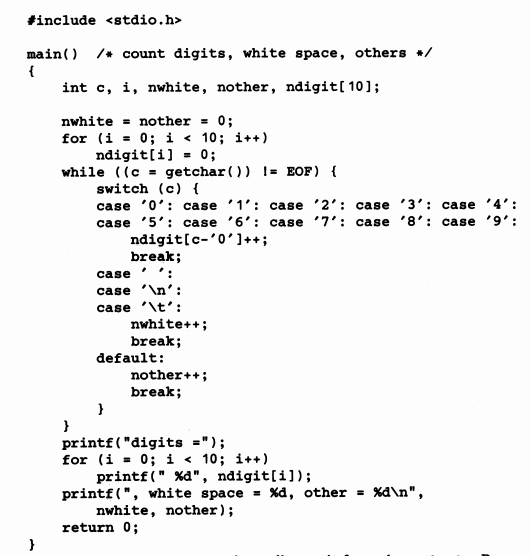 #include <stdio.h>
main() /* count digits, white space, others */
{
int c, i, nwhite, nother, ndigit[10];
nwhite = nother = 0;
for (i = 0; i < 10; i++)
ndigit[i] = 0;
while ((c = getchar()) != EOF) {
switch (c) {
case '0': case '1': case '2': case '3': case '4':
case '5': case '6': case '7': case '8': case '9':
ndigit[c-'0']++;
break;
case ' ':
case '\n':
case '\t':
nwhite++;
break;
default:
nother++;
break;
}
}
printf("digits =");
for (i = 0; i < 10; i++)
printf(" %d", ndigit[i]);
printf(", white space = %d, other = %d\n",
nwhite, nother);
return 0;
}